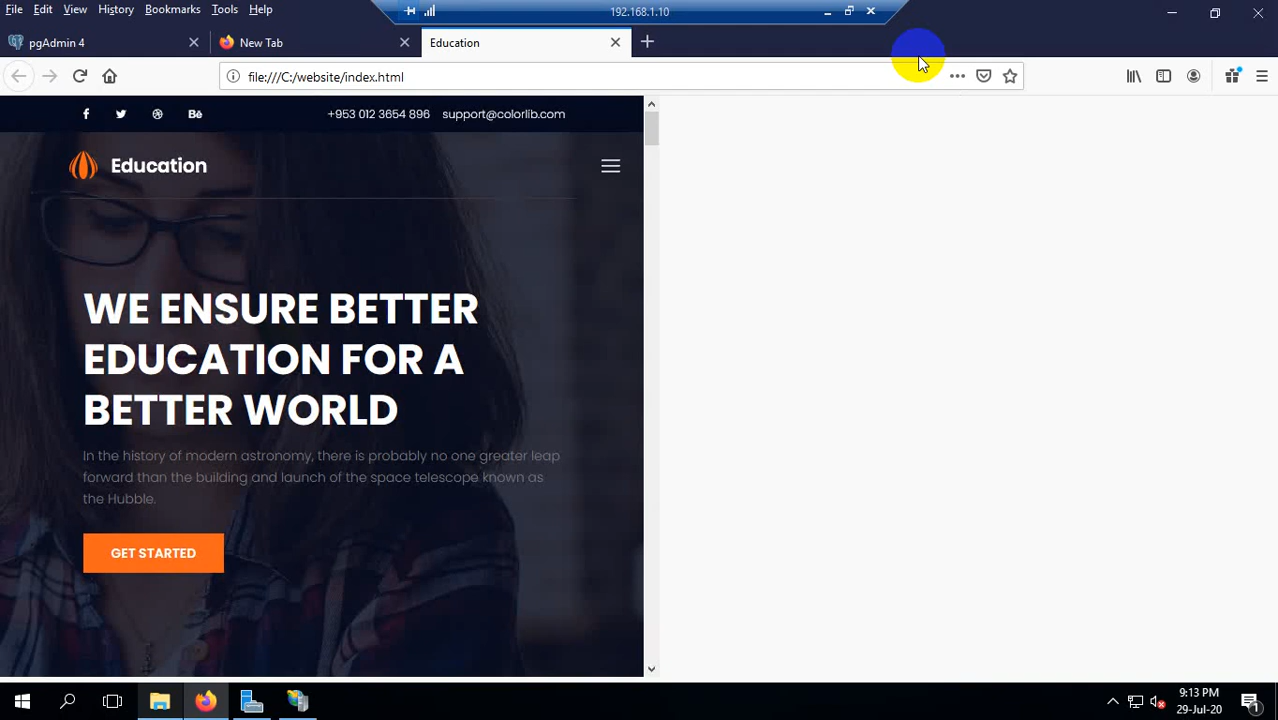 File Edit View History Bookmarks Tools Help
192.168.1.10
pgAdmin 4
New Tab
Education
file:///C:/website/index.html
+953 012 3654 896 support@colorlib.com
Education
WE ENSURE BETTER
EDUCATION FOR A
BETTER WORLD
In the history of modern astronomy, there is probably no one greater leap
forward than the building and launch of the space telescope known as
the Hubble.
GET STARTED
9:13 PM
29-Jul-20
1